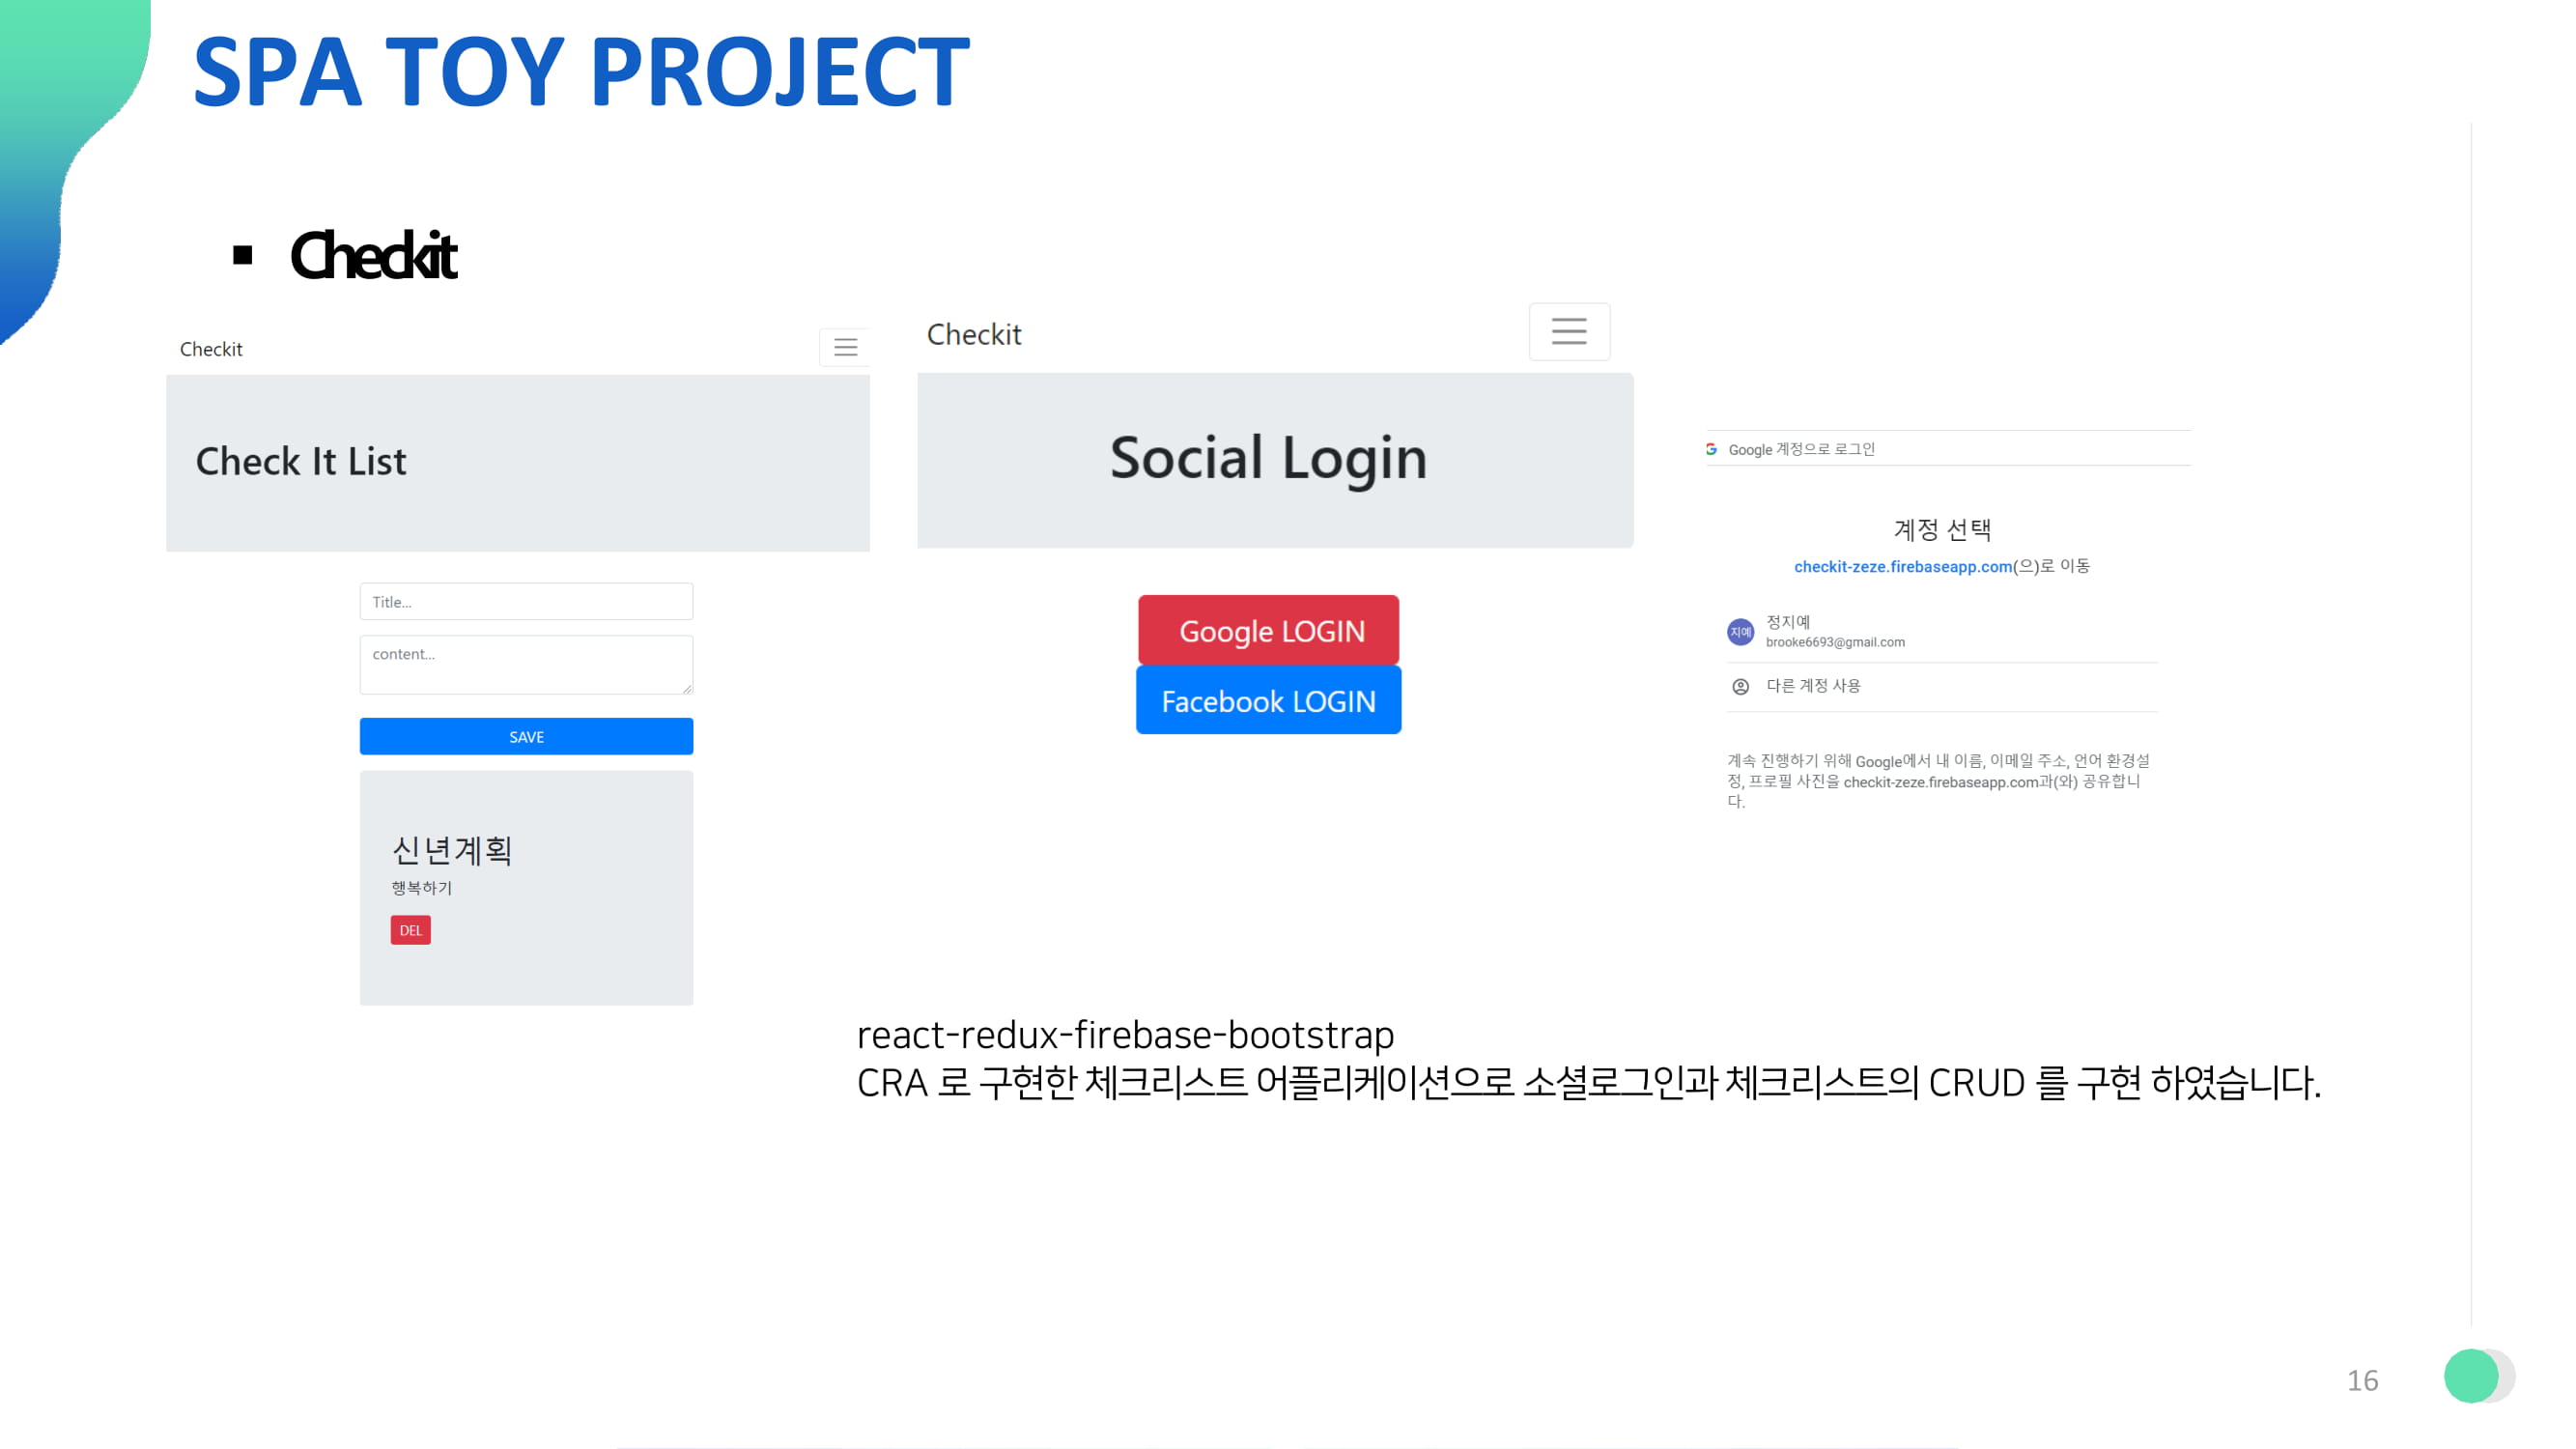 SPA TOY PROJECT
▪ Checkit
Checkit
Check It List
Title...
content...
SAVE
신년계획
행복하기
DEL
Checkit
Social Login
Google LOGIN
Facebook LOGIN
Google 계정으로 로그인
계정 선택
checkit-zeze.firebaseapp.com(으)로 이동
지예
정지예
brooke6693@gmail.com
다른 계정 사용
계속 진행하기 위해 Google에서 내 이름, 이메일 주소, 언어 환경설
정, 프로필 사진을 checkit-zeze.firebaseapp.com과(와) 공유합니
다.
react-redux-firebase-bootstrap
CRA 로 구현한 체크리스트 어플리케이션으로 소셜로그인과 체크리스트의 CRUD 를 구현 하였습니다.
16